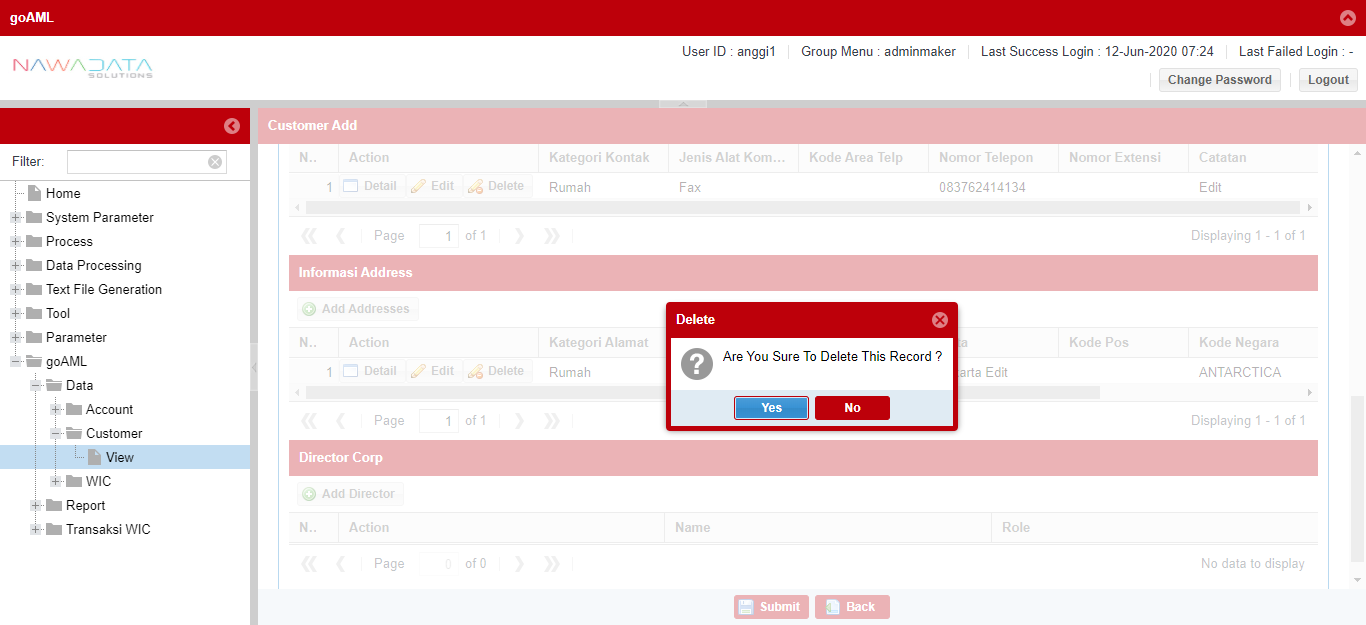 goAML
NAWADATA
SOLUTIONS
User ID : anggi1
Group Menu : adminmaker
Last Success Login : 12-Jun-2020 07:24
Last Failed Login : -
Change Password
Logout
Filter:
Home
System Parameter
Process
Data Processing
Text File Generation
Tool
Parameter
goAML
Data
Account
Customer
View
WIC
Report
Transaksi WIC
Customer Add
N.. Action Kategori Kontak Jenis Alat Kom... Kode Area Telp Nomor Telepon Nomor Extensi Catatan
1 Detail Edit Delete Rumah Fax 083762414134 Edit
Page 1 of 1 Displaying 1 - 1 of 1
Informasi Address
Add Addresses
N.. Action Kategori Alamat ta Kode Pos Kode Negara
1 Detail Edit Delete Rumah arta Edit ANTARCTICA
Page 1 of 1 Displaying 1 - 1 of 1
Delete
Are You Sure To Delete This Record ?
Yes No
Director Corp
Add Director
N.. Action Name Role
Page 0 of 0 No data to display
Submit Back